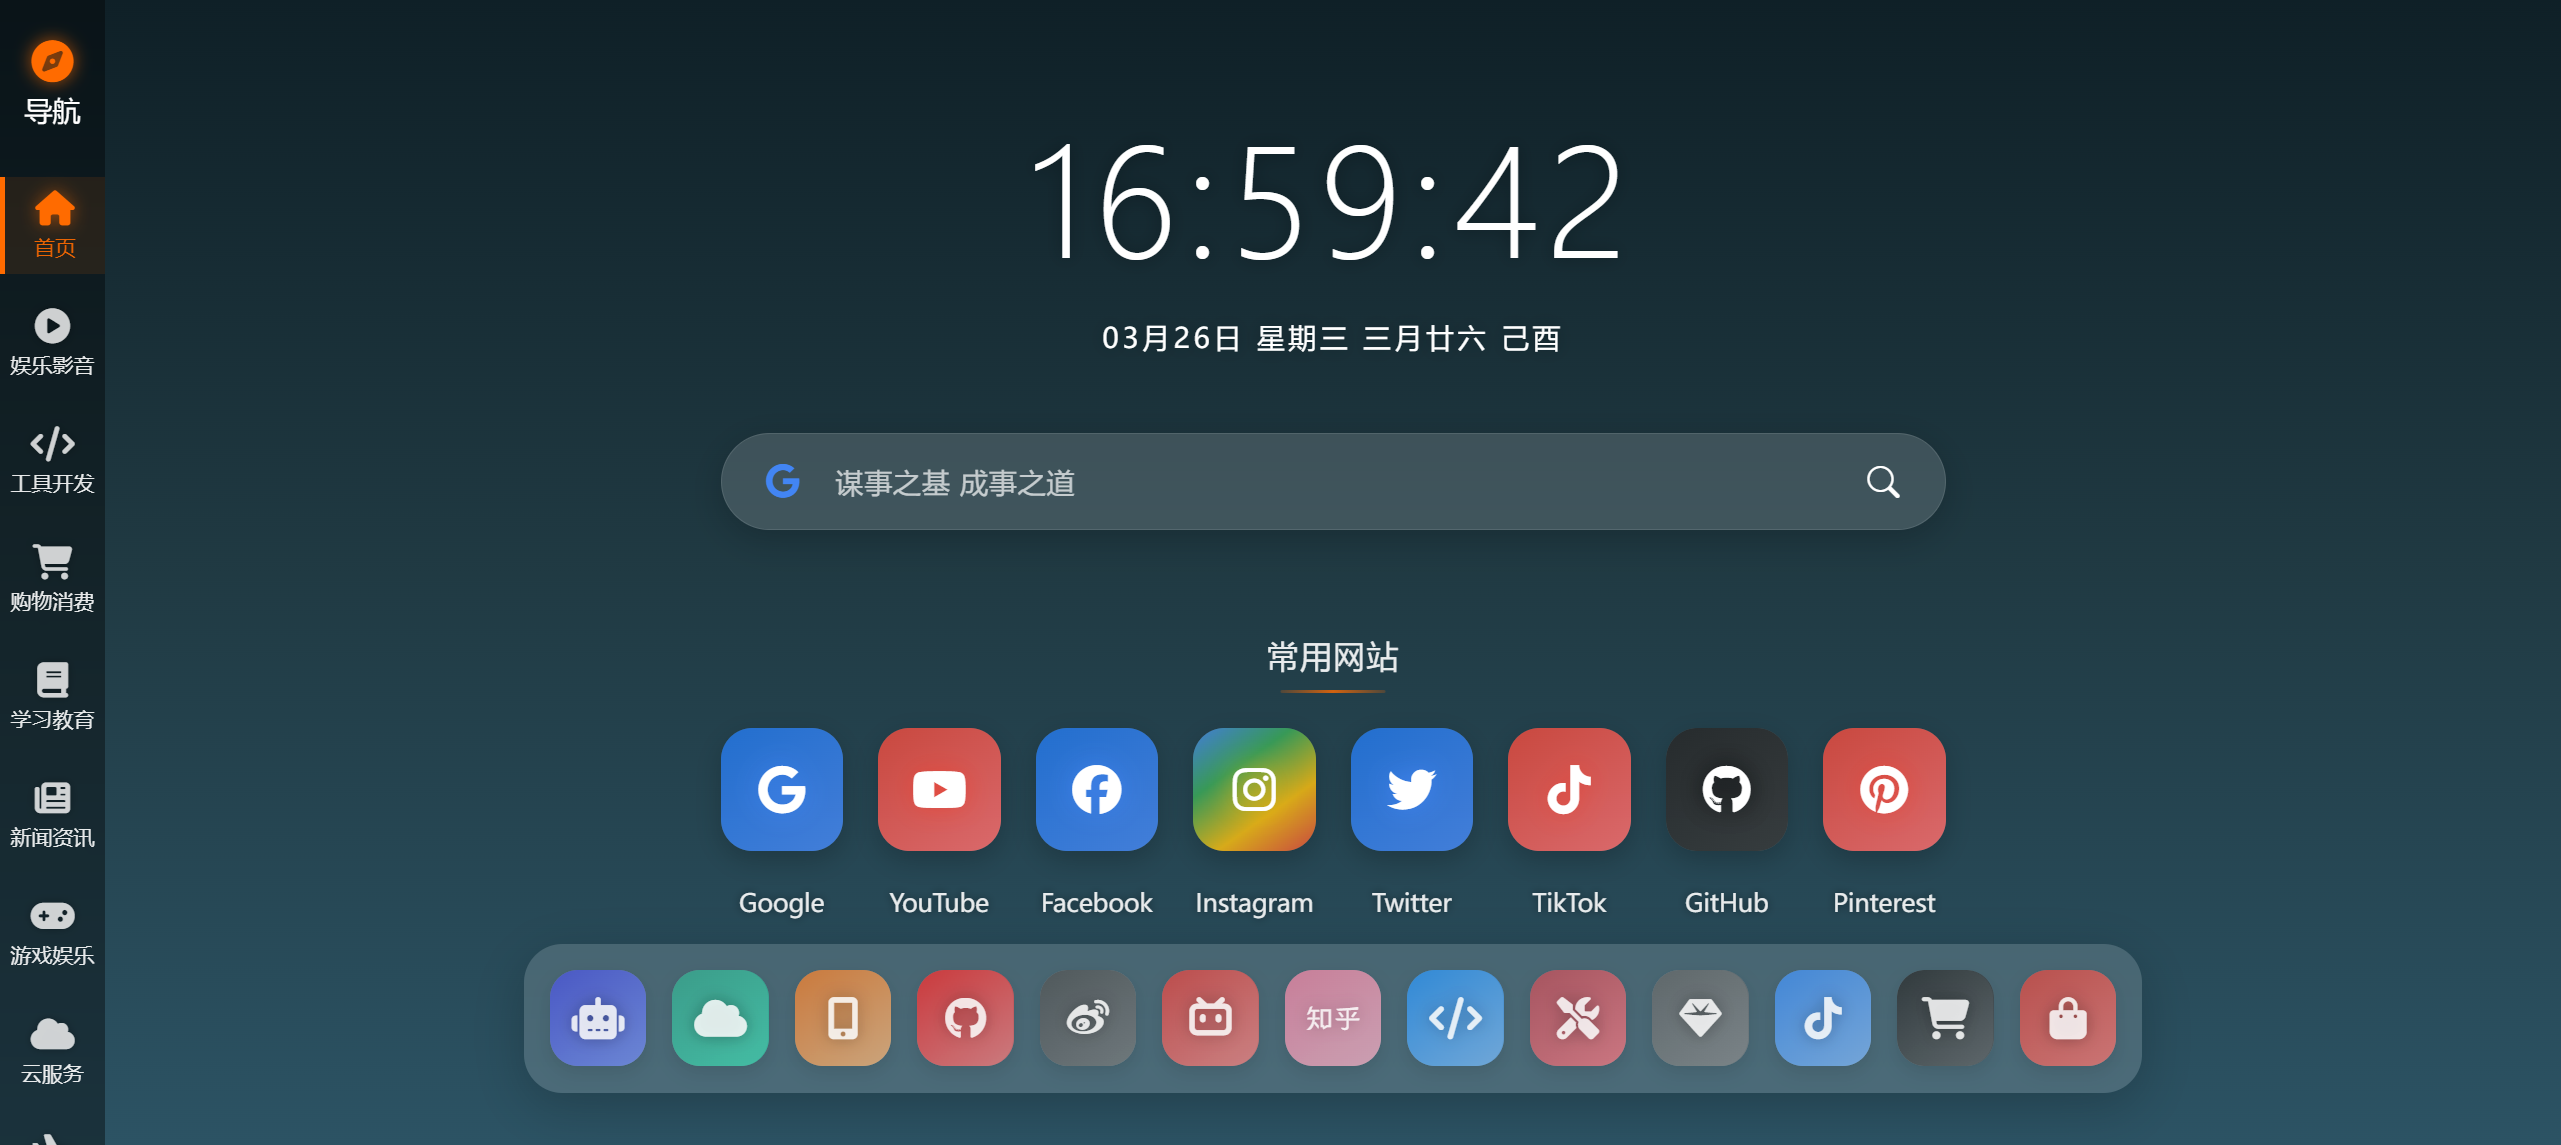 导航
首页
娱乐影音
工具开发
购物消费
学习教育
新闻资讯
游戏娱乐
云服务
16:59:42
03月26日 星期三 三月廿六 己酉
谋事之基 成事之道
常用网站
Google YouTube Facebook Instagram Twitter TikTok GitHub Pinterest
知乎